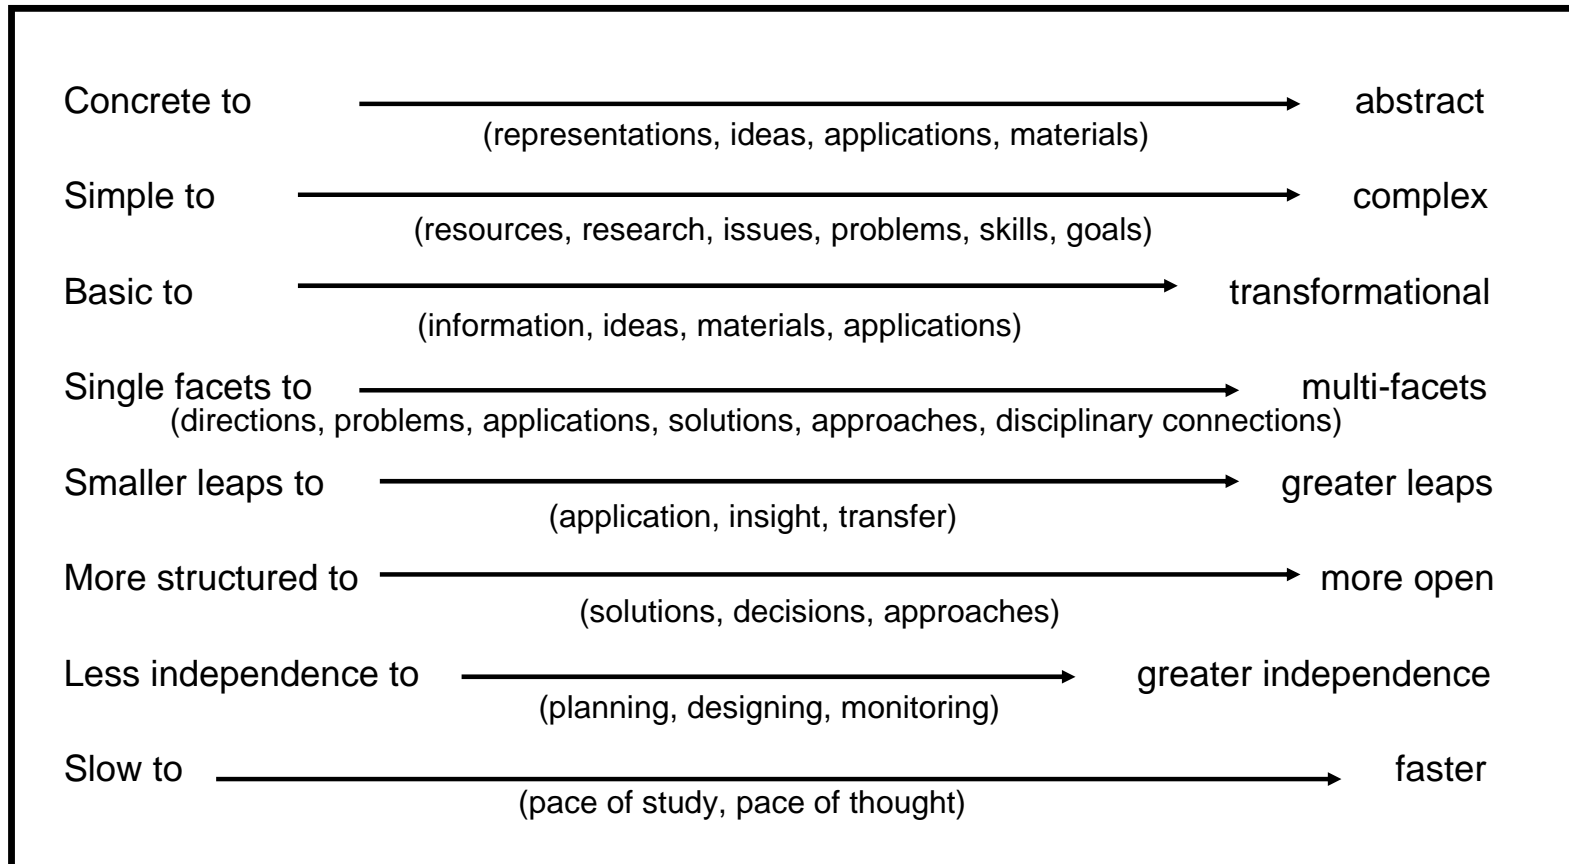 Concrete to abstract
(representations, ideas, applications, materials)
Simple to complex
(resources, research, issues, problems, skills, goals)
Basic to transformational
(information, ideas, materials, applications)
Single facets to multi-facets
(directions, problems, applications, solutions, approaches, disciplinary connections)
Smaller leaps to greater leaps
(application, insight, transfer)
More structured to more open
(solutions, decisions, approaches)
Less independence to greater independence
(planning, designing, monitoring)
Slow to faster
(pace of study, pace of thought)